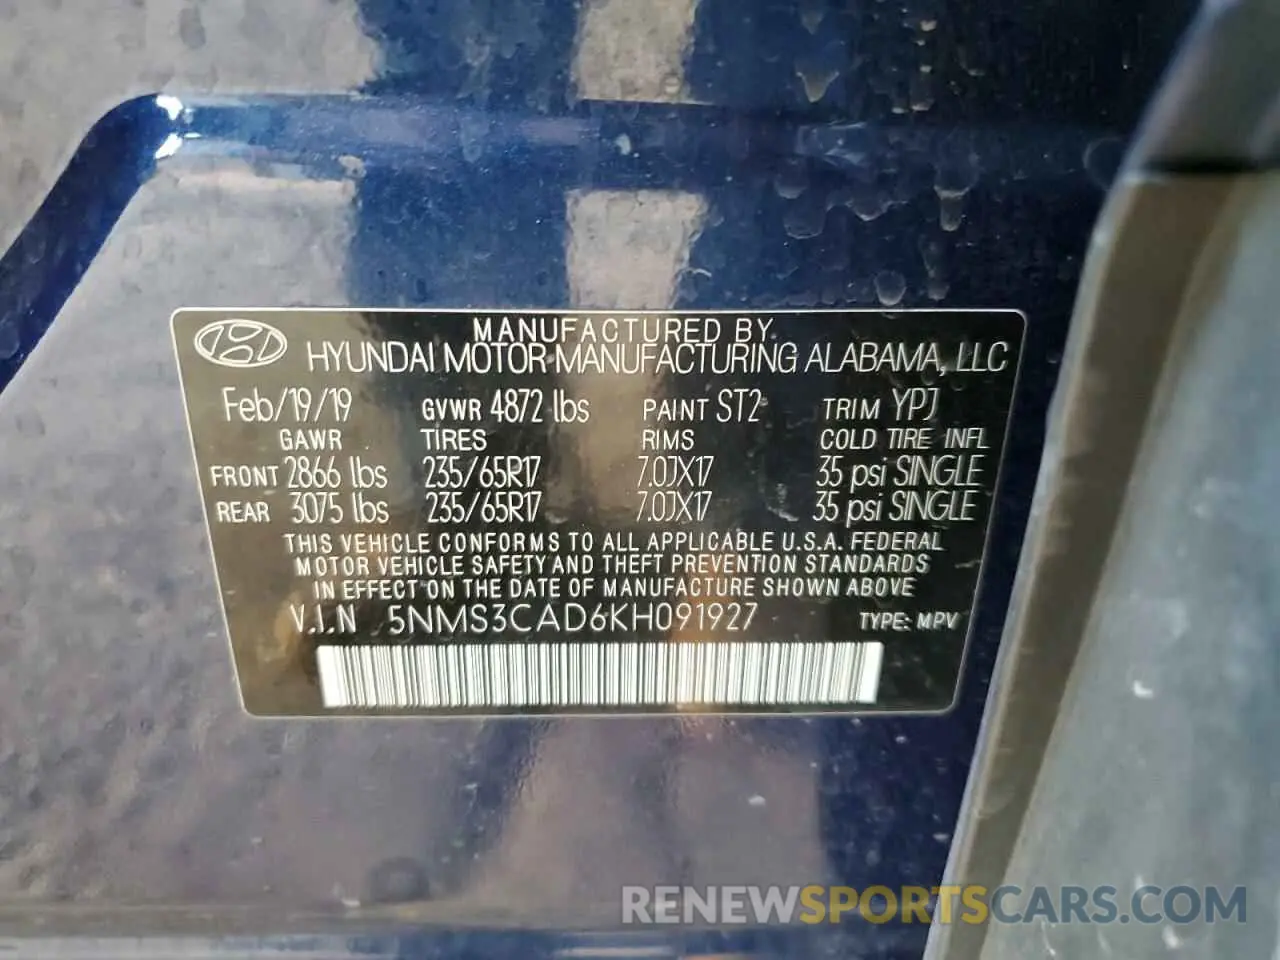 MANUFACTURED BY
HYUNDAI MOTOR MANUFACTURING ALABAMA, LLC
Feb/19/19 GVWR 4872 lbs PAINT ST2 TRIM YPJ
GAWR TIRES RIMS COLD TIRE INFL
FRONT 2866 lbs 235/65R17 7.0JX17 35 psi SINGLE
REAR 3075 lbs 235/65R17 7.0JX17 35 psi SINGLE
THIS VEHICLE CONFORMS TO ALL APPLICABLE U.S.A. FEDERAL
MOTOR VEHICLE SAFETY AND THEFT PREVENTION STANDARDS
IN EFFECT ON THE DATE OF MANUFACTURE SHOWN ABOVE
V.I.N 5NMS3CAD6KH091927 TYPE: MPV
RENEWSPORTSCARS.COM